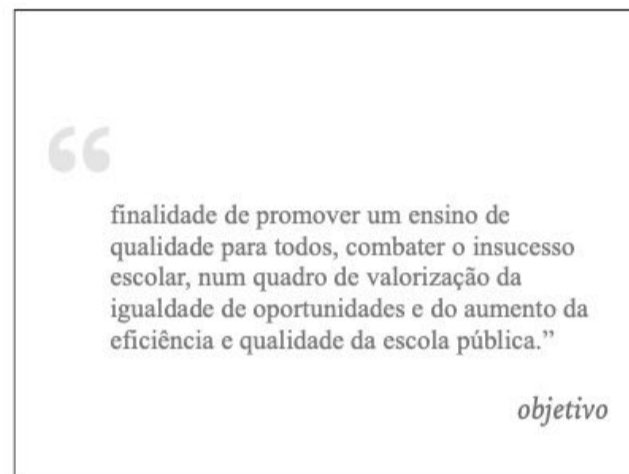 “
finalidade de promover um ensino de
qualidade para todos, combater o insucesso
escolar, num quadro de valorização da
igualdade de oportunidades e do aumento da
eficiência e qualidade da escola pública.”
objetivo